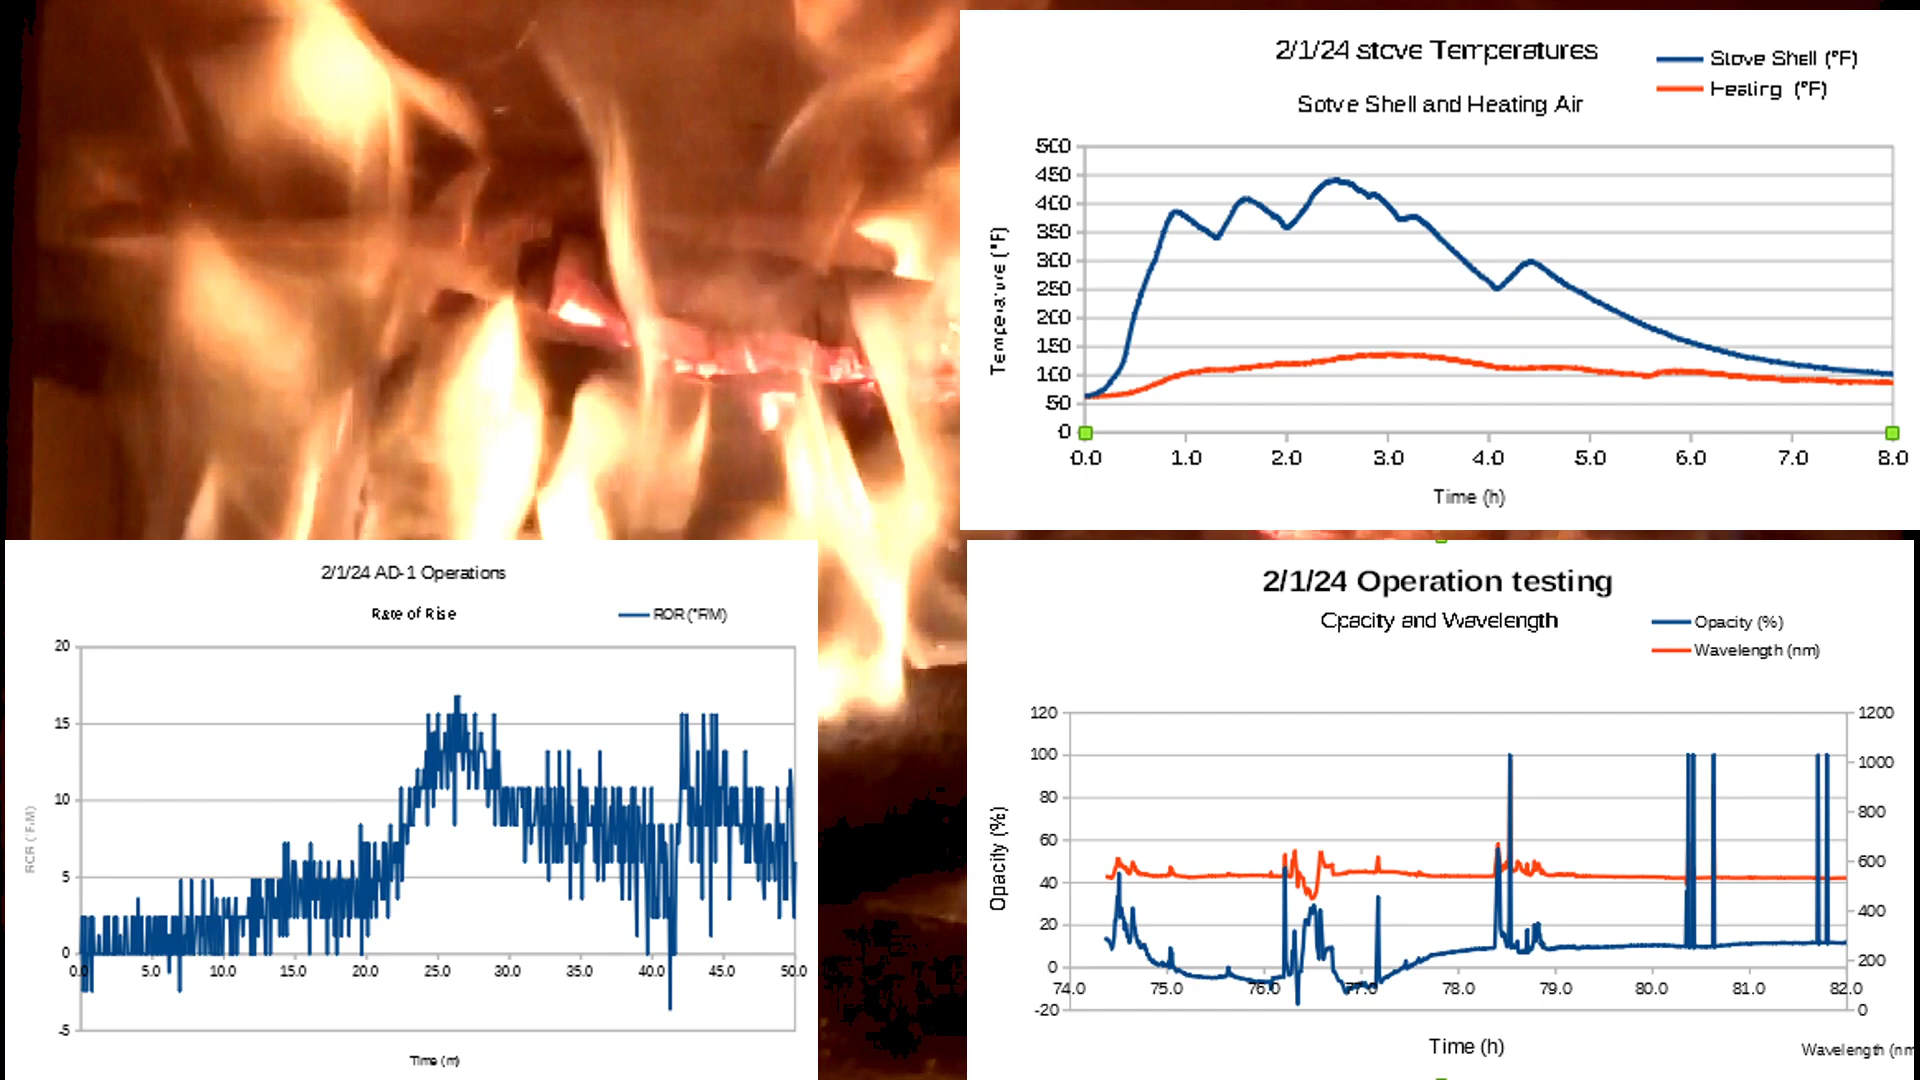 2/1/24 stove Temperatures
Sotve Shell and Heating Air
Stove Shell (°F)
Heating (°F)
Temperature (°F)
500
450
400
350
300
250
200
150
100
50
0
0.0 1.0 2.0 3.0 4.0 5.0 6.0 7.0 8.0
Time (h)
2/1/24 AD-1 Operations
Rate of Rise
ROR (°F/M)
ROR (°F/M)
20
15
10
5
0
-5
0.0 5.0 10.0 15.0 20.0 25.0 30.0 35.0 40.0 45.0 50.0
Time (m)
2/1/24 Operation testing
Opacity and Wavelength
Opacity (%)
Wavelength (nm)
Opacity (%)
120
100
80
60
40
20
0
-20
1200
1000
800
600
400
200
0
74.0 75.0 76.0 77.0 78.0 79.0 80.0 81.0 82.0
Time (h)
Wavelength (nm